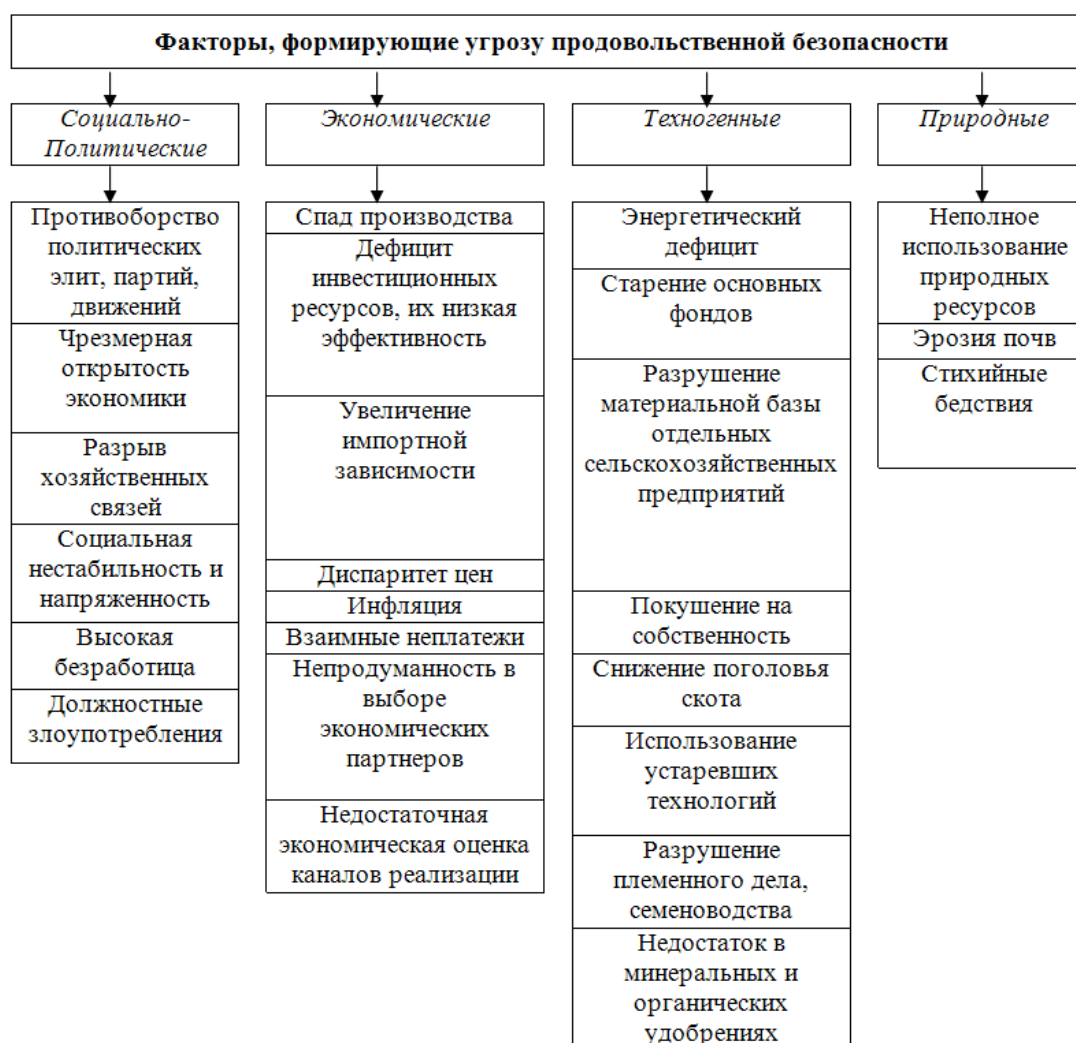 Факторы, формирующие угрозу продовольственной безопасности
Социально-
Политические
Экономические
Техногенные
Природные
Противоборство
политических
элит, партий,
движений
Чрезмерная
открытость
экономики
Разрыв
хозяйственных
связей
Социальная
нестабильность и
напряженность
Высокая
безработица
Должностные
злоупотребления
Спад производства
Дефицит
инвестиционных
ресурсов, их низкая
эффективность
Увеличение
импортной
зависимости
Диспаритет цен
Инфляция
Взаимные неплатежи
Непродуманность в
выборе
экономических
партнеров
Недостаточная
экономическая оценка
каналов реализации
Энергетический
дефицит
Старение основных
фондов
Разрушение
материальной базы
отдельных
сельскохозяйственных
предприятий
Покушение на
собственность
Снижение поголовья
скота
Использование
устаревших
технологий
Разрушение
племенного дела,
семеноводства
Недостаток в
минеральных и
органических
удобрениях
Неполное
использование
природных
ресурсов
Эрозия почв
Стихийные
бедствия